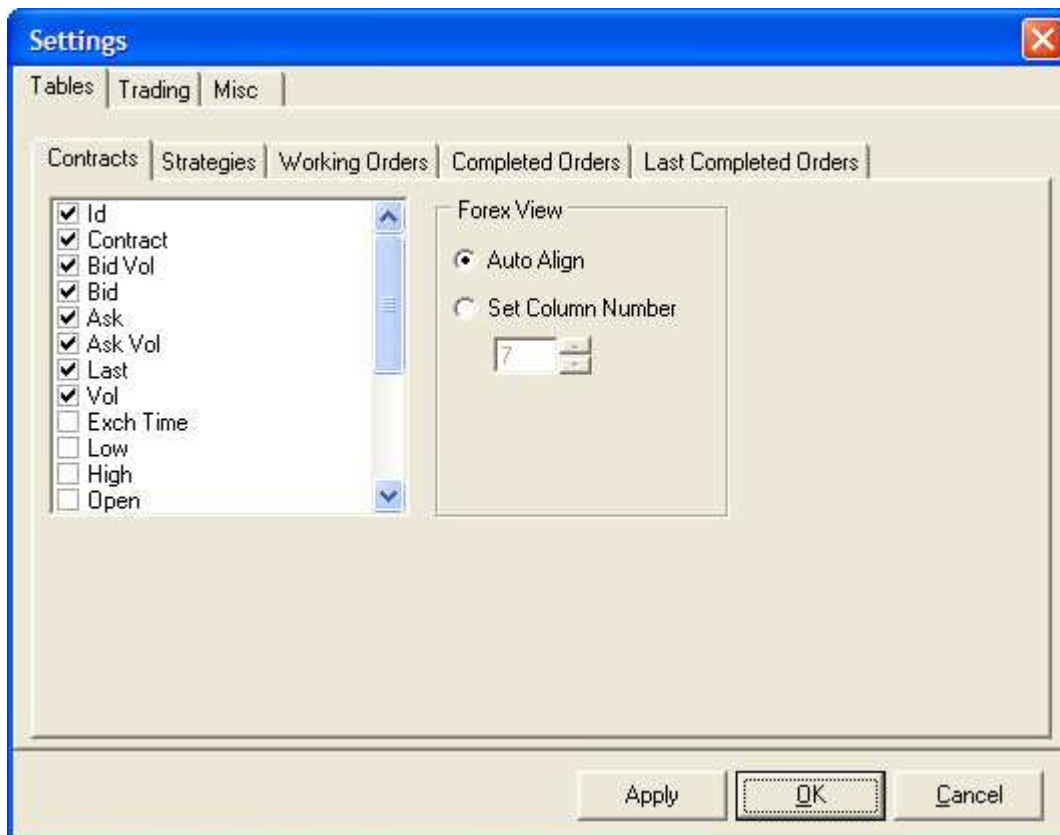 Settings
Tables Trading Misc
Contracts Strategies Working Orders Completed Orders Last Completed Orders
Id
Contract
Bid Vol
Bid
Ask
Ask Vol
Last
Vol
Exch Time
Low
High
Open
Forex View
Auto Align
Set Column Number
7
Apply OK Cancel